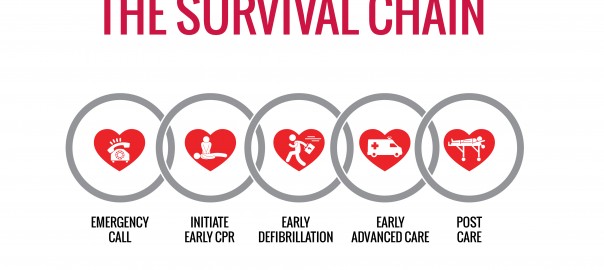 THE SURVIVAL CHAIN
EMERGENCY
CALL
INITIATE
EARLY CPR
EARLY
DEFIBRILLATION
EARLY
ADVANCED CARE
POST
CARE